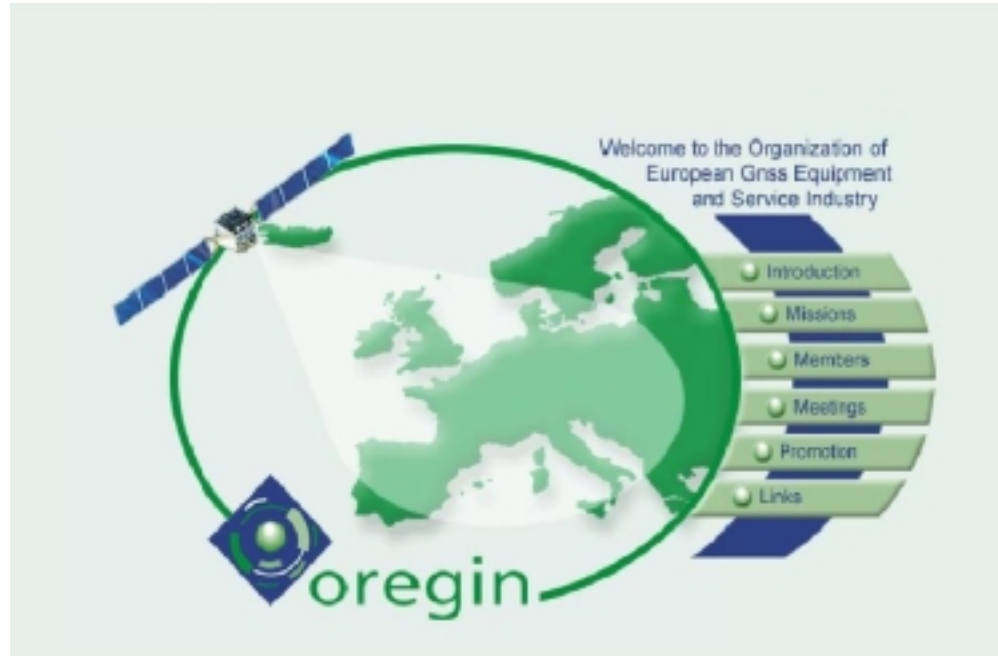 Welcome to the Organization of
European Gnss Equipment
and Service Industry
Introduction
Missions
Members
Meetings
Promotion
Links
oregin